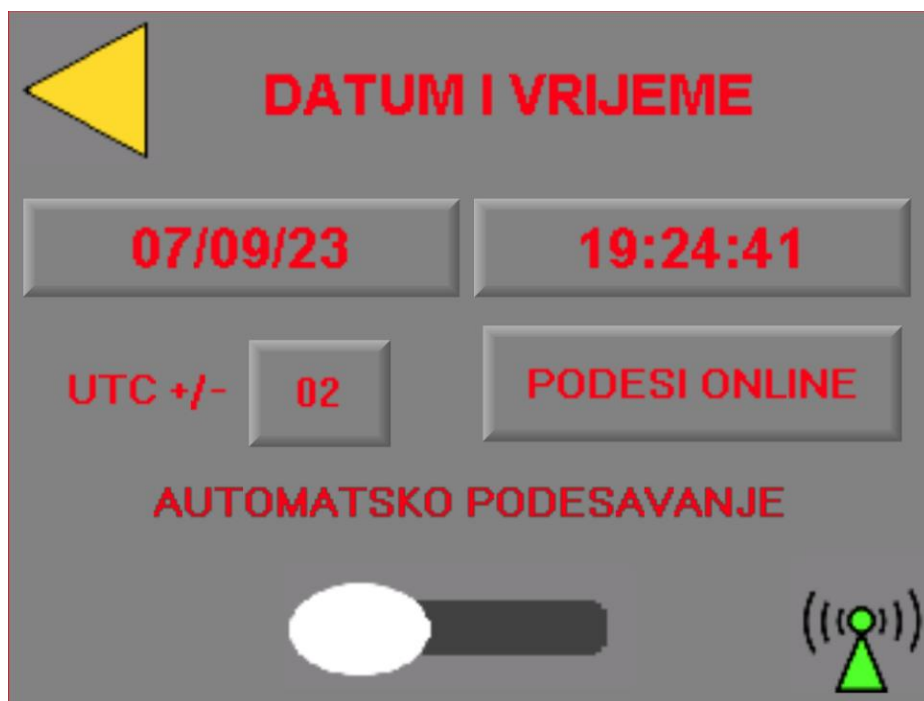 DATUM I VRIJEME
07/09/23 19:24:41
UTC +/- 02 PODESI ONLINE
AUTOMATSKO PODESAVANJE